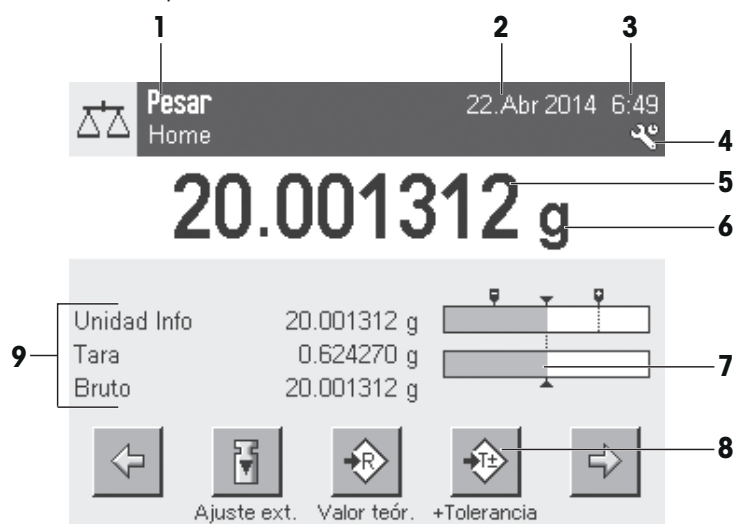 1 2 3
Pesar 22.Abr 2014 6:49
Home
4
20.001312 g
5
6
Unidad Info 20.001312 g
9 Tara 0.624270 g
7
Bruto 20.001312 g
R T±
8
Ajuste ext. Valor teór. +Tolerancia